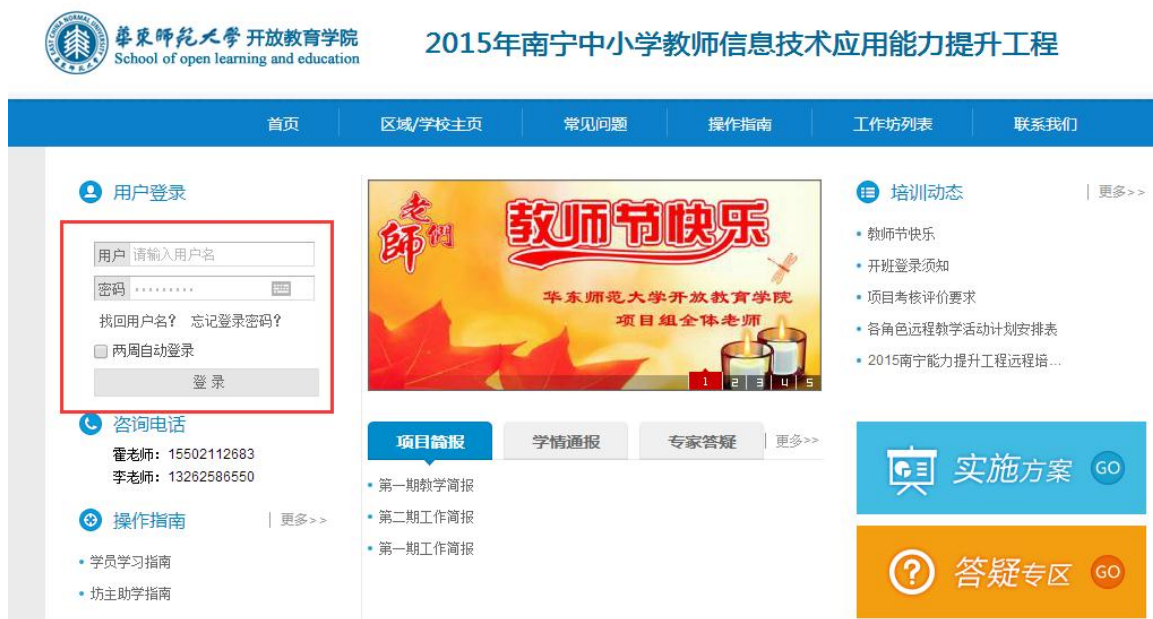 華東師範大學 开放教育学院
School of open learning and education
2015年南宁中小学教师信息技术应用能力提升工程
首页 区域/学校主页 常见问题 操作指南 工作坊列表 联系我们
用户登录
用户 请输入用户名
密码 ·········
找回用户名? 忘记登录密码?
两周自动登录
登 录
咨询电话
霍老师：15502112683
李老师：13262586550
操作指南 | 更多>>
• 学员学习指南
• 坊主助学指南
老师们
教师节快乐
华东师范大学开放教育学院
项目组全体老师
1 2 3 4 5
项目简报 学情通报 专家答疑 | 更多>>
• 第一期教学简报
• 第二期工作简报
• 第一期工作简报
培训动态 | 更多>>
• 教师节快乐
• 开班登录须知
• 项目考核评价要求
• 各角色远程教学活动计划安排表
• 2015南宁能力提升工程远程培...
实施方案 GO
答疑专区 GO